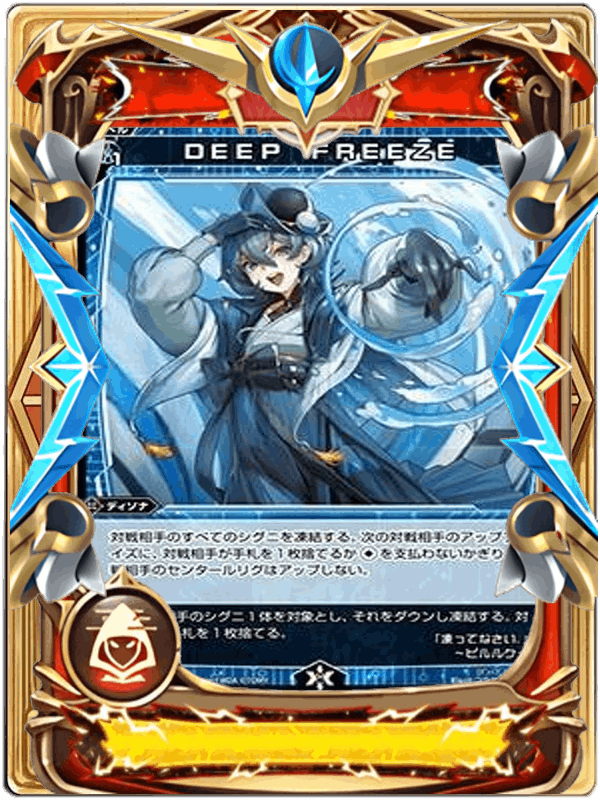 DEEP FREEZE
1
ディソナ
対戦相手のすべてのシグニを凍結する。次の対戦相手のアップ
イズに、対戦相手が手札を1枚捨てるか を支払わないかぎり
戦相手のセンタールリグはアップしない。
手のシグニ1体を対象とし、それをダウンし凍結する。対
札を1枚捨てる。
「凍ってなさい。
~ピルルク